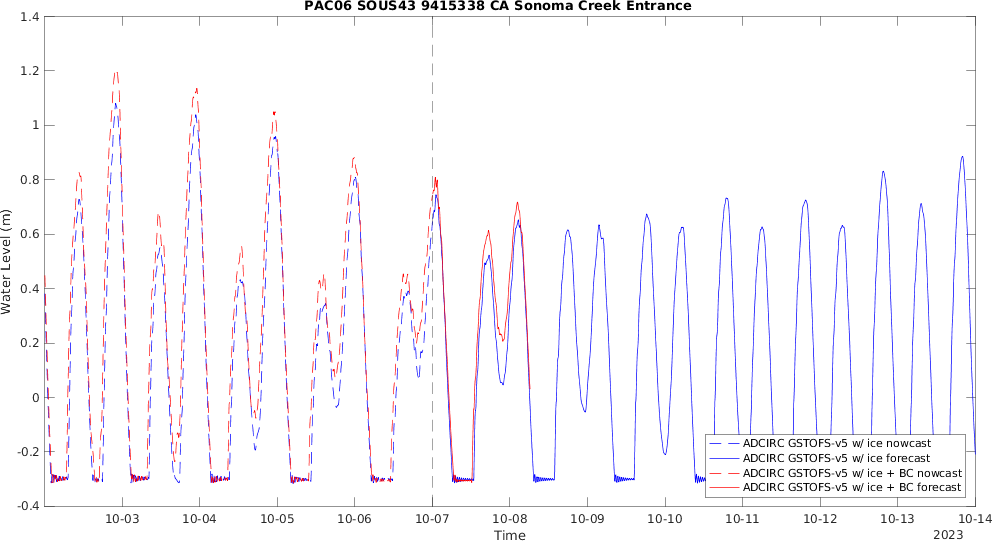 PAC06 SOUS43 9415338 CA Sonoma Creek Entrance
1.4
1.2
1
0.8
0.6
0.4
0.2
0
-0.2
-0.4
Water Level (m)
ADCIRC GSTOFS-v5 w/ ice nowcast
ADCIRC GSTOFS-v5 w/ ice forecast
ADCIRC GSTOFS-v5 w/ ice + BC nowcast
ADCIRC GSTOFS-v5 w/ ice + BC forecast
10-03 10-04 10-05 10-06 10-07 10-08 10-09 10-10 10-11 10-12 10-13 10-14
Time
2023